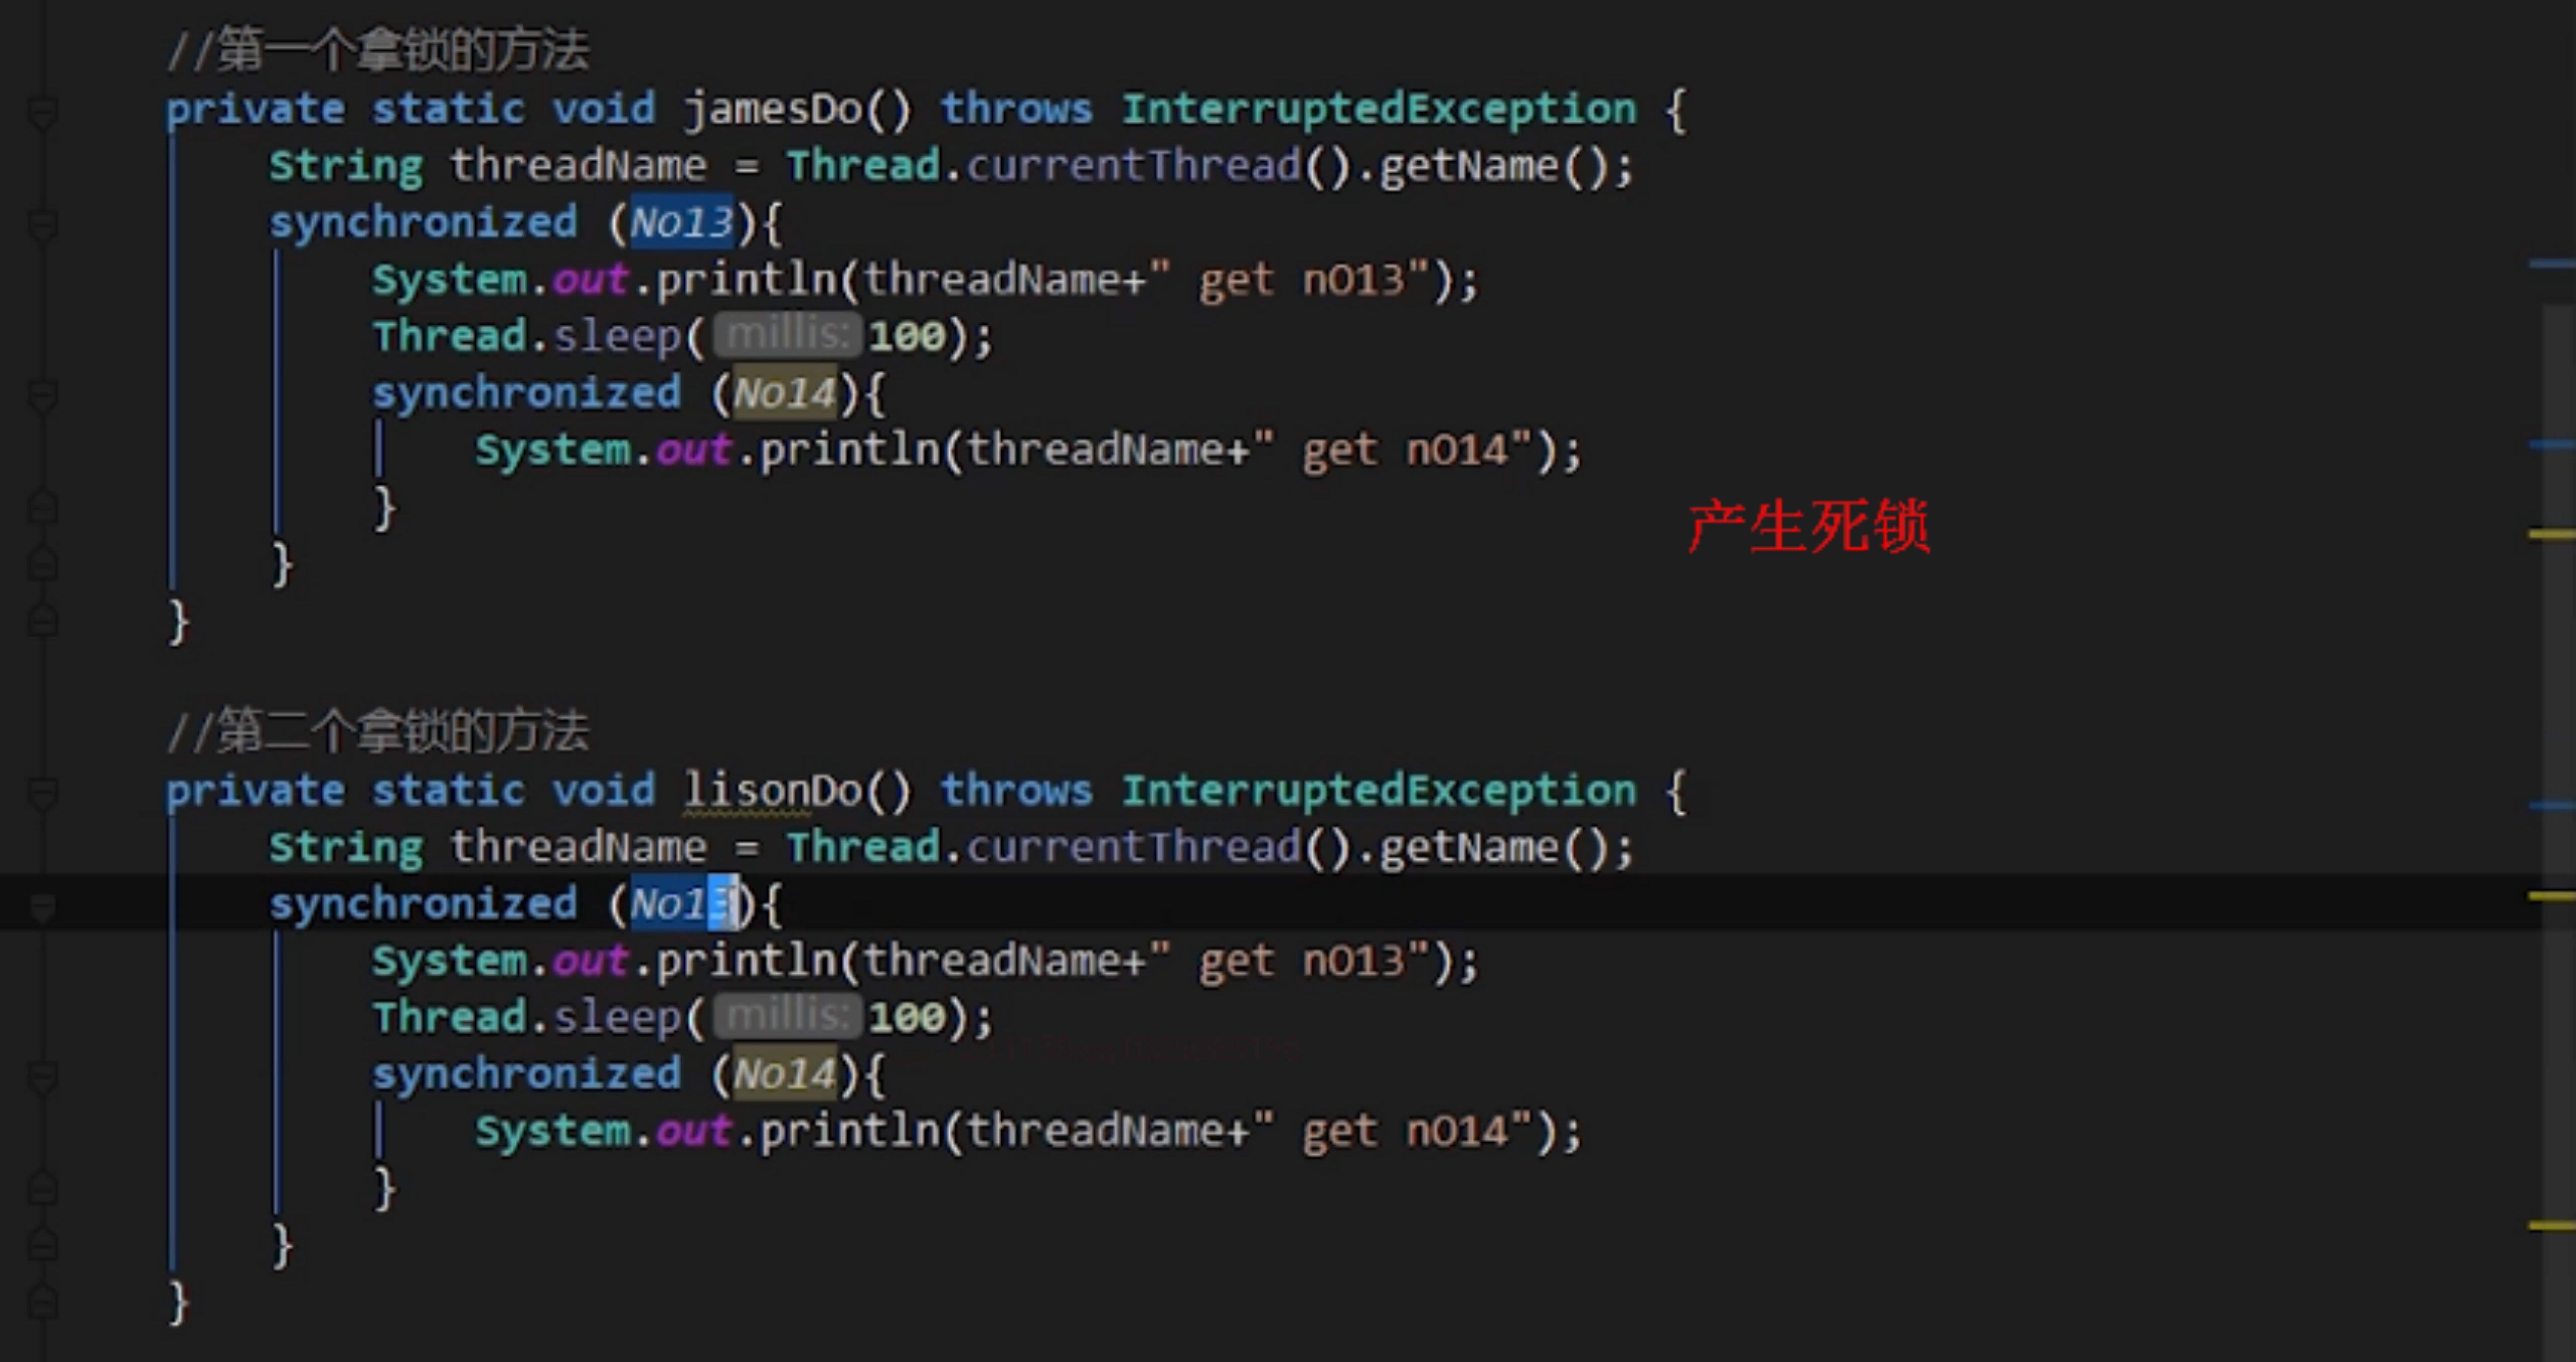 //第一个拿锁的方法
private static void jamesDo() throws InterruptedException {
String threadName = Thread.currentThread().getName();
synchronized (No13){
System.out.println(threadName+" get nO13");
Thread.sleep( millis: 100);
synchronized (No14){
System.out.println(threadName+" get nO14");
}
产生死锁
}
}
//第二个拿锁的方法
private static void lisonDo() throws InterruptedException {
String threadName = Thread.currentThread().getName();
synchronized (No13){
System.out.println(threadName+" get nO13");
Thread.sleep( millis: 100);
synchronized (No14){
System.out.println(threadName+" get nO14");
}
}
}